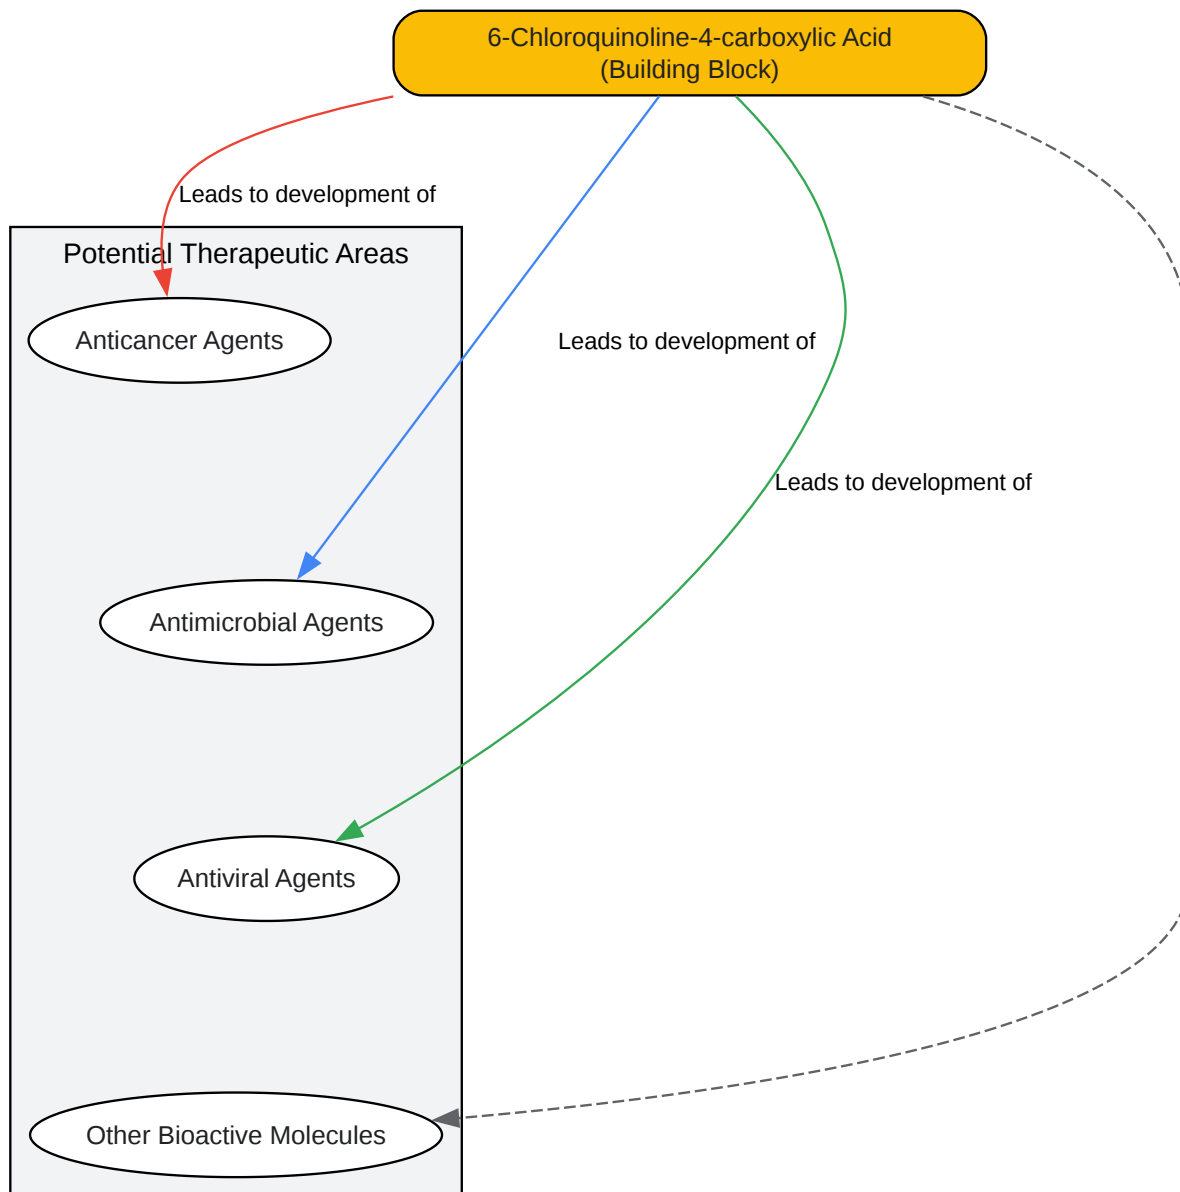 6-Chloroquinoline-4-carboxylic Acid
(Building Block)
Leads to development of
Potential Therapeutic Areas
Anticancer Agents
Leads to development of
Leads to development of
Antimicrobial Agents
Antiviral Agents
Other Bioactive Molecules